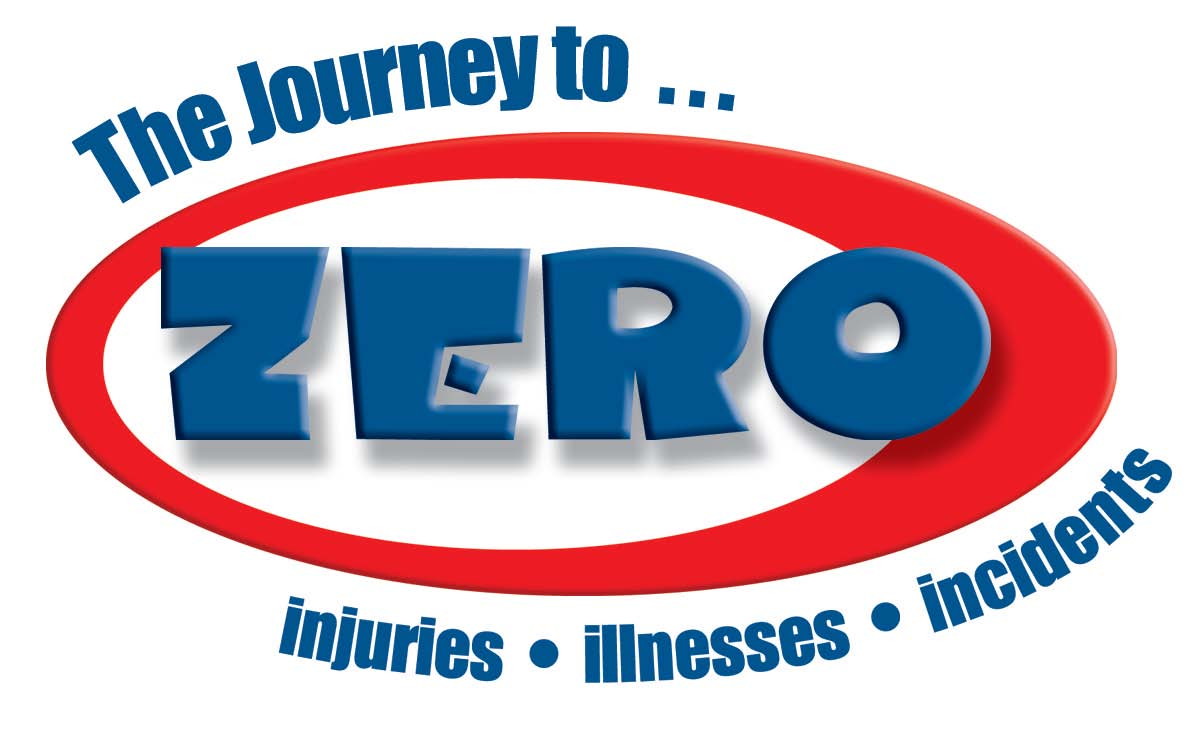 The Journey to ...
ZERO
injuries • illnesses • incidents